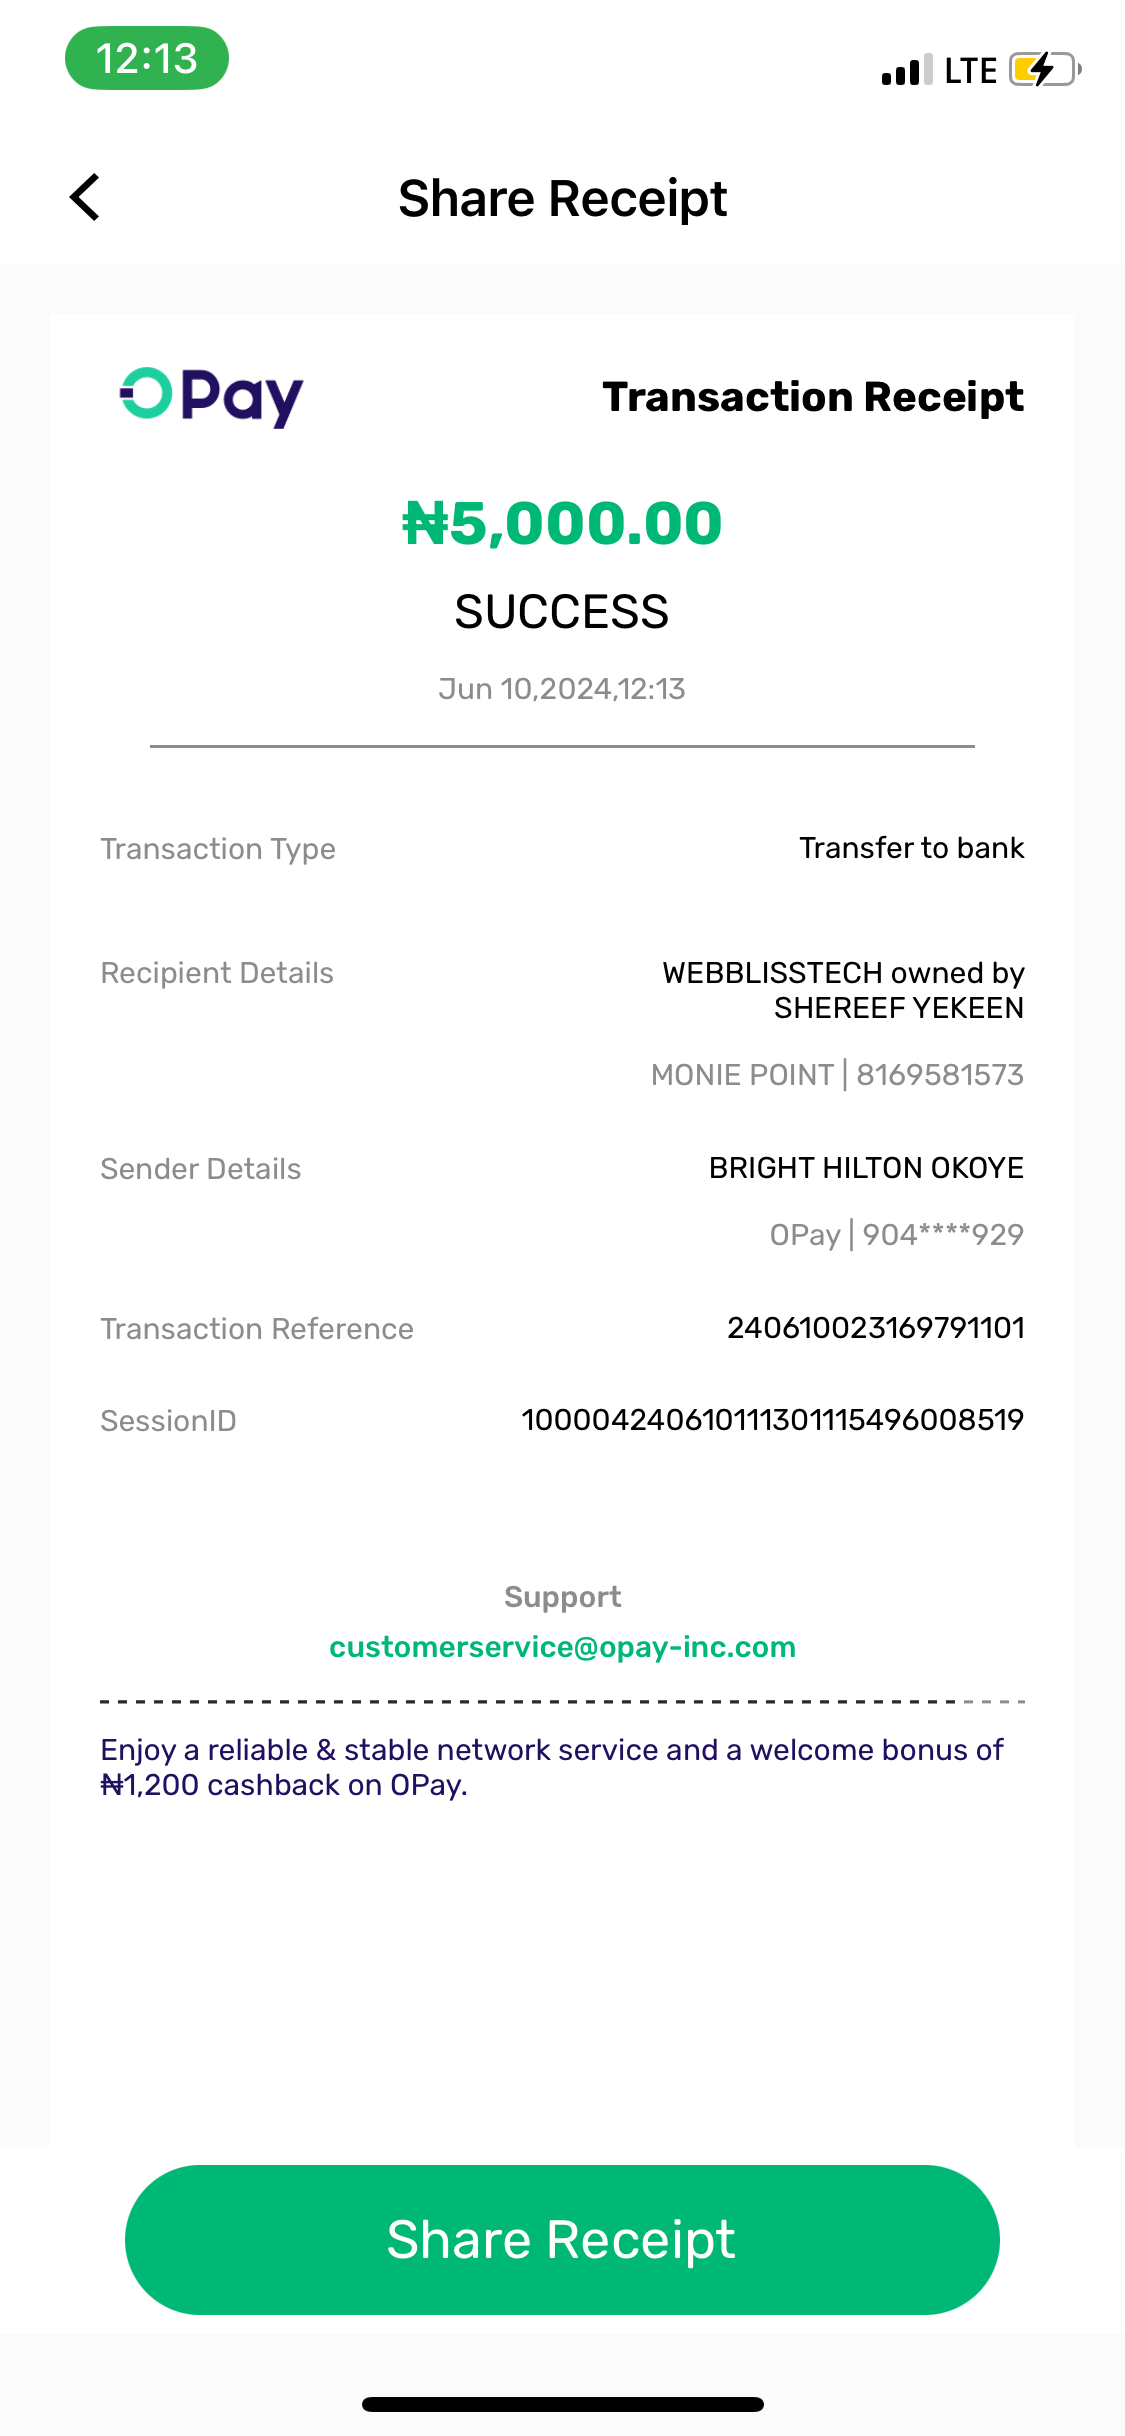 12:13
LTE
Share Receipt
OPay
Transaction Receipt
₦5,000.00
SUCCESS
Jun 10,2024,12:13
Transaction Type
Transfer to bank
Recipient Details
WEBBLISSTECH owned by
SHEREEF YEKEEN
MONIE POINT | 8169581573
Sender Details
BRIGHT HILTON OKOYE
OPay | 904****929
Transaction Reference
240610023169791101
SessionID
100004240610111301115496008519
Support
customerservice@opay-inc.com
Enjoy a reliable & stable network service and a welcome bonus of
₦1,200 cashback on OPay.
Share Receipt